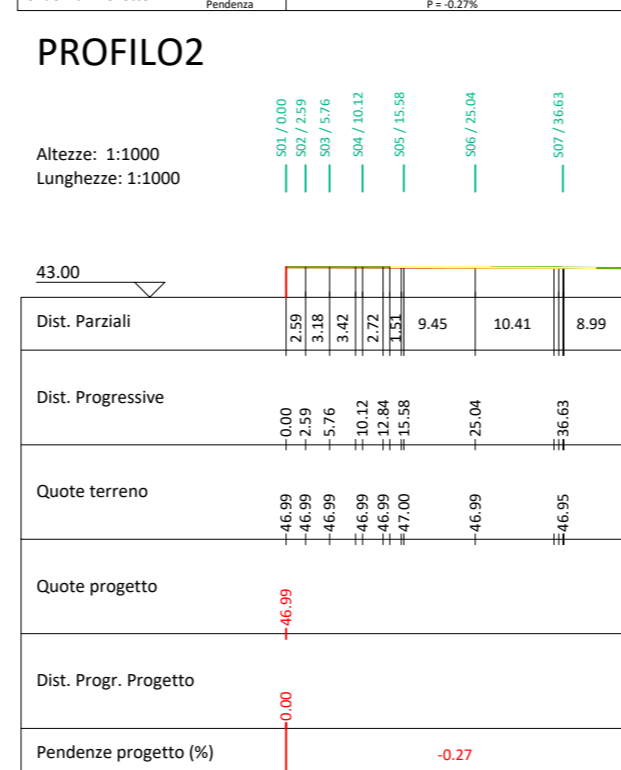 Pendenza P = -0.27%
PROFILO2
S01 / 0.00
S02 / 2.59
S03 / 5.76
S04 / 10.12
S05 / 15.58
S06 / 25.04
S07 / 36.63
Altezze: 1:1000
Lunghezze: 1:1000
43.00
Dist. Parziali 2.59 3.18 3.42 2.72 1.51 9.45 10.41 8.99
Dist. Progressive 0.00 2.59 5.76 10.12 12.84 15.58 25.04 36.63
Quote terreno 46.99 46.99 46.99 46.99 46.99 47.00 46.99 46.95
Quote progetto 46.99
Dist. Progr. Progetto 0.00
Pendenze progetto (%) -0.27